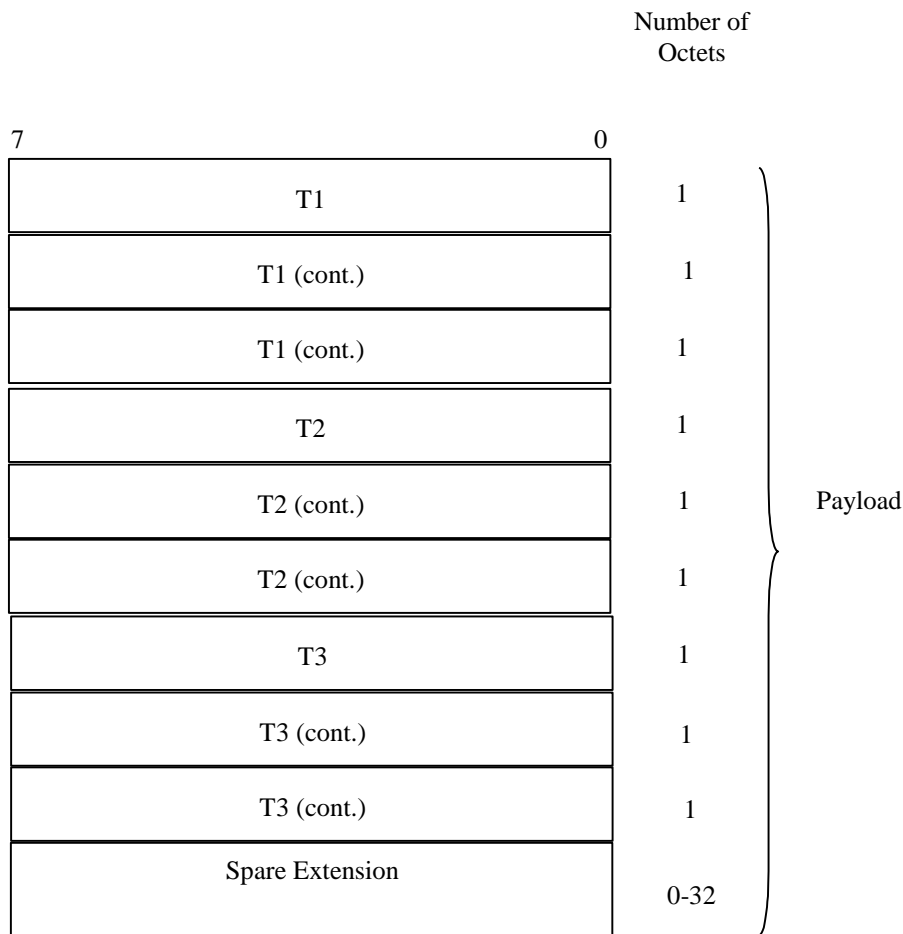 Number of
Octets
7 0
T1 1
T1 (cont.) 1
T1 (cont.) 1
T2 1
T2 (cont.) 1
Payload
T2 (cont.) 1
T3 1
T3 (cont.) 1
T3 (cont.) 1
Spare Extension
0-32